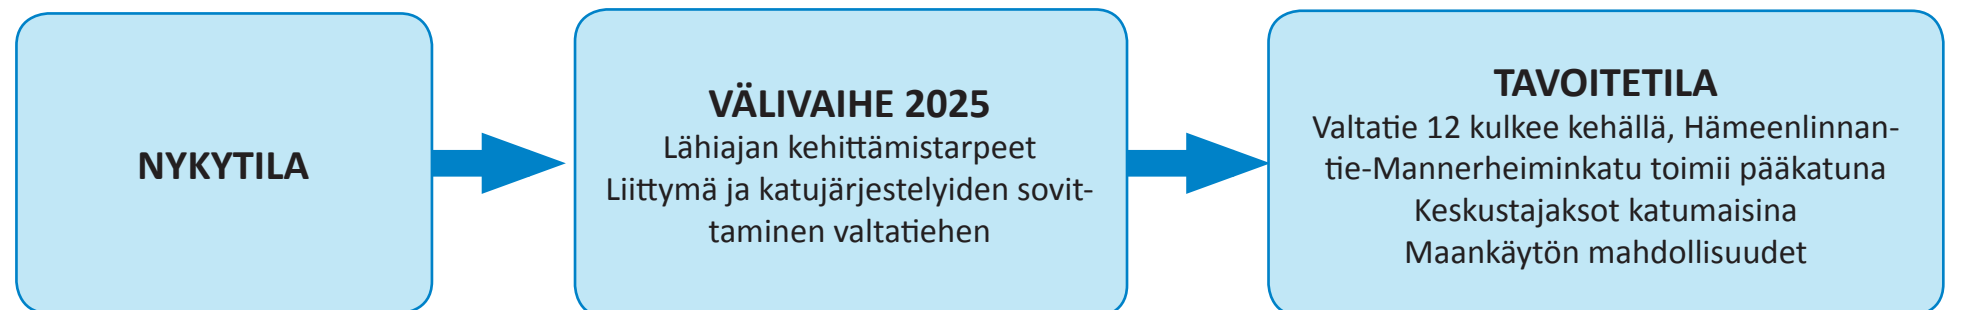 NYKYTILA
VÄLIVAIHE 2025
Lähiajan kehittämistarpeet
Liittymä ja katujärjestelyiden sovit-
taminen valtatiehen
TAVOITETILA
Valtatie 12 kulkee kehällä, Hämeenlinnan-
tie-Mannerheiminkatu toimii pääkatuna
Keskustajaksot katumaisina
Maankäytön mahdollisuudet